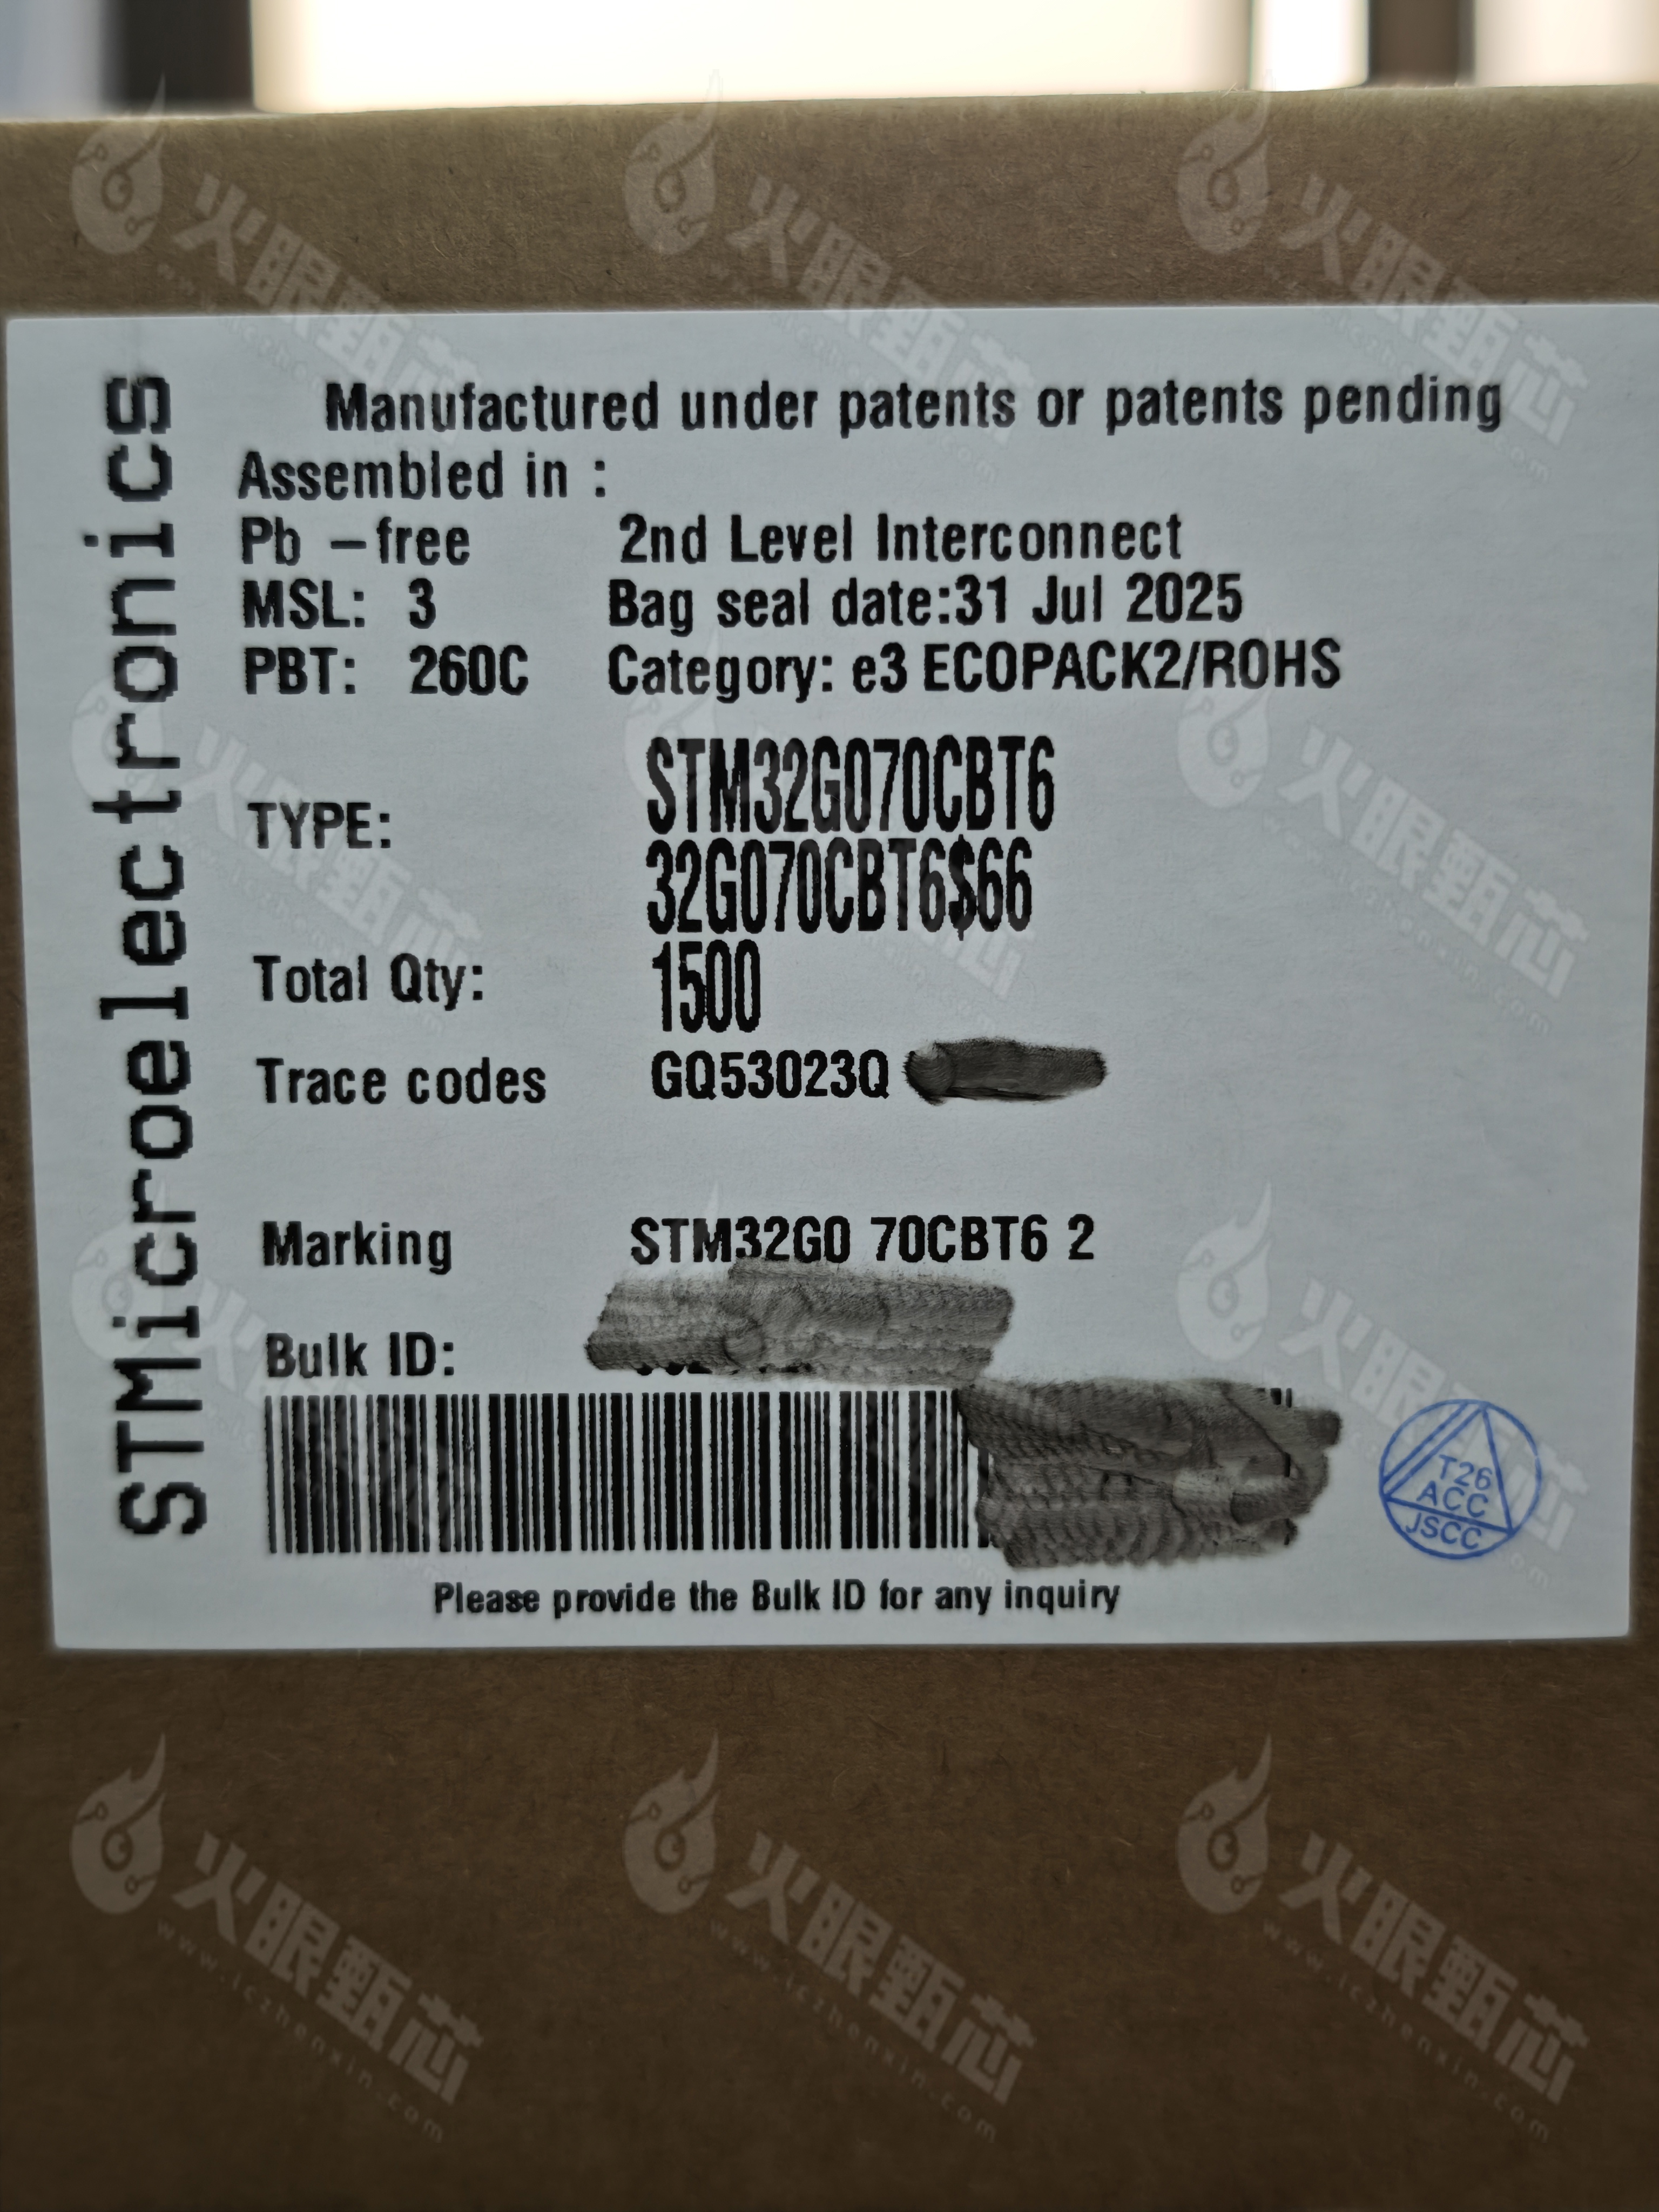 STMicroelectronics
Manufactured under patents or patents pending
Assembled in :
Pb -free 2nd Level Interconnect
MSL: 3 Bag seal date:31 Jul 2025
PBT: 260C Category: e3 ECOPACK2/ROHS
TYPE: STM32G070CBT6
32G070CBT6$66
Total Qty: 1500
Trace codes GQ53023Q
Marking STM32G0 70CBT6 2
Bulk ID:
Please provide the Bulk ID for any inquiry
T26
ACC
JSCC
火眼甄芯
www.iczhenxin.com